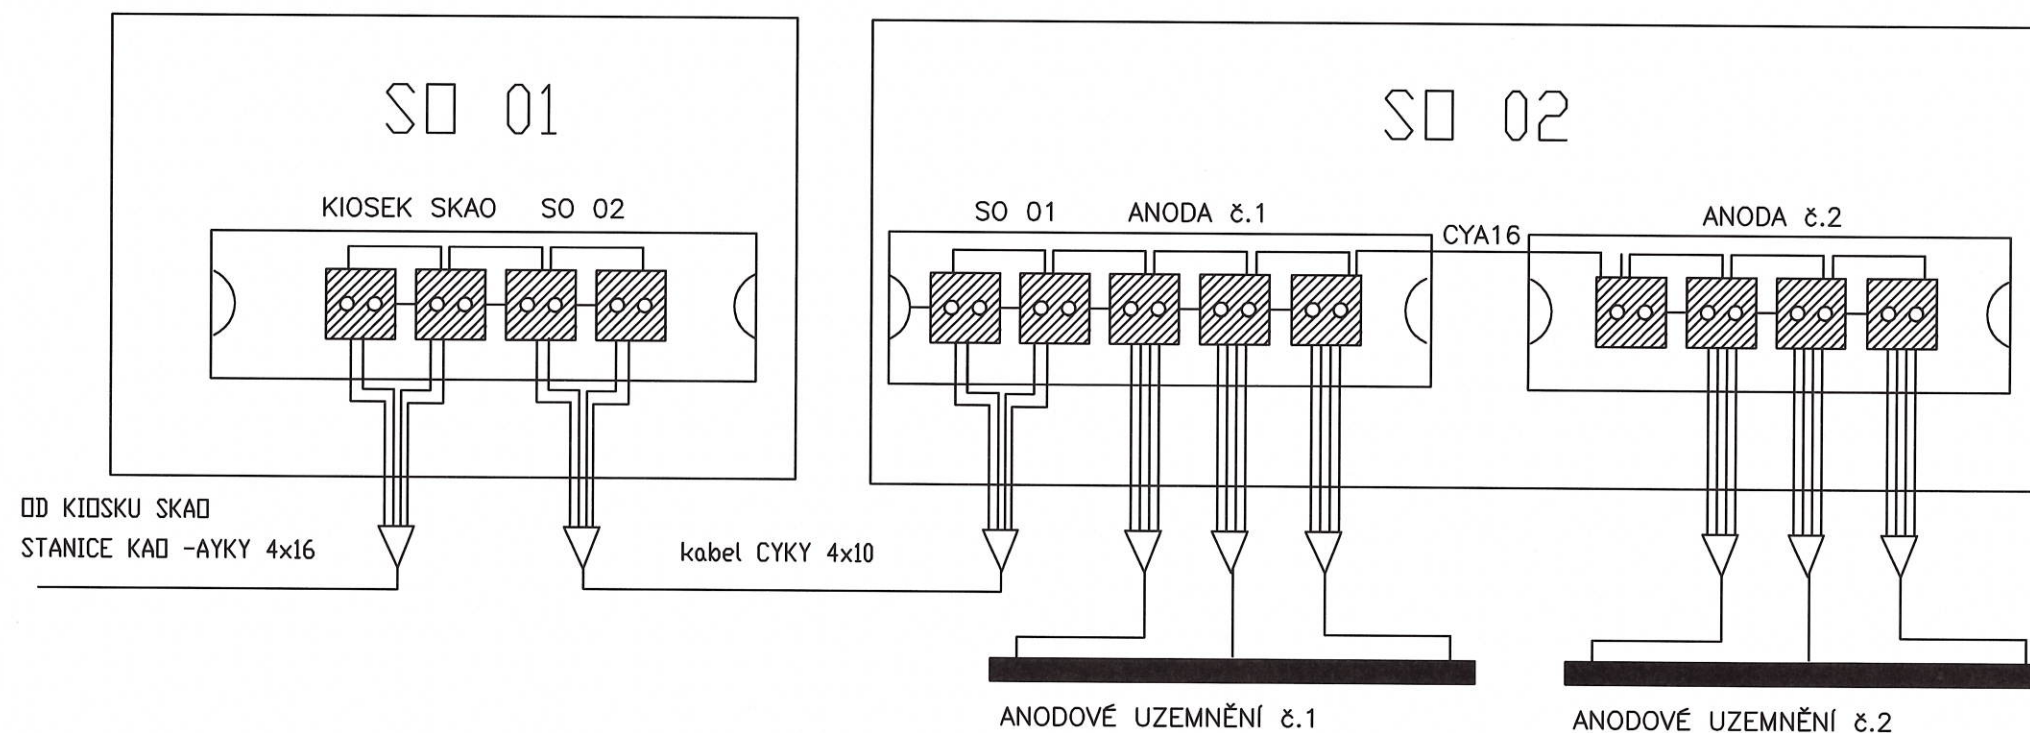 SO 01
SO 02
KIOSEK SKAO SO 02
SO 01 ANODA č.1
CYA16
ANODA č.2
OD KIOSKU SKAO
STANICE KAO -AYKY 4x16
kabel CYKY 4x10
ANODOVÉ UZEMNĚNÍ č.1
ANODOVÉ UZEMNĚNÍ č.2